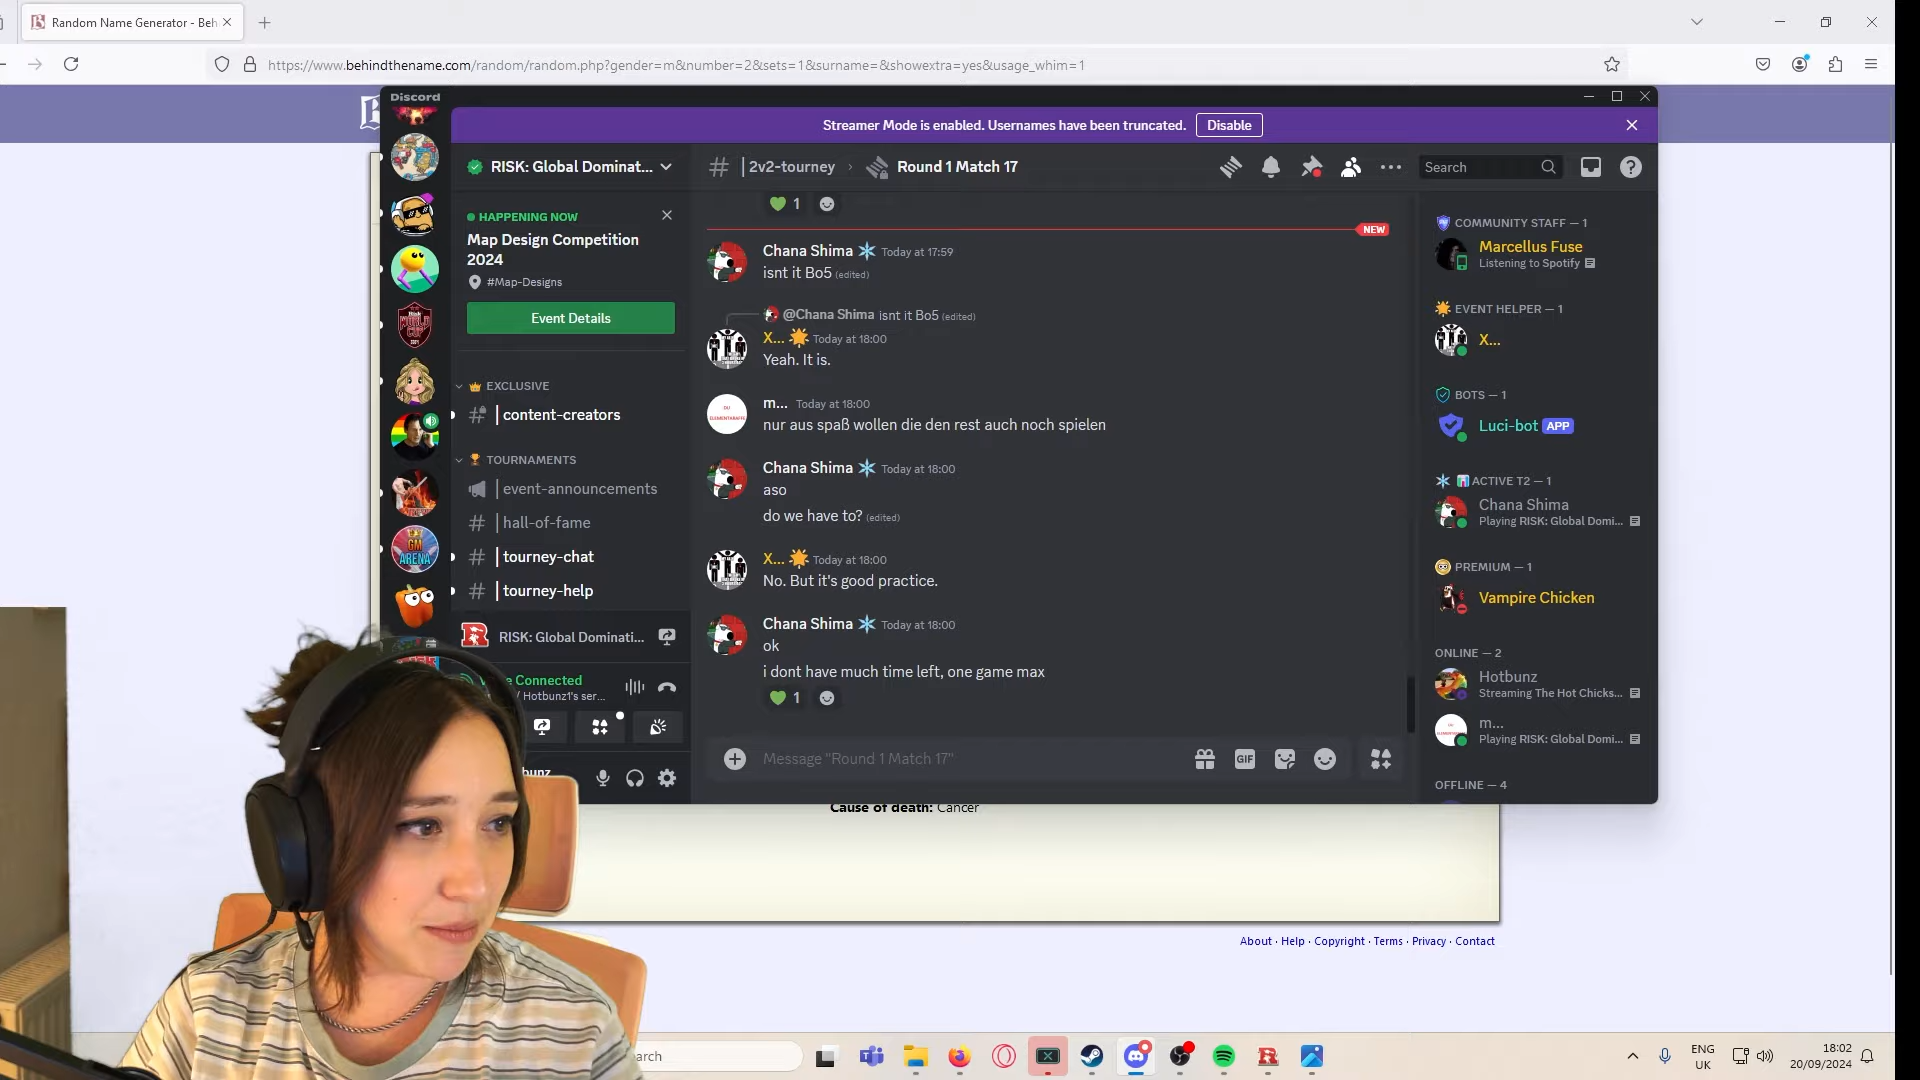 Random Name Generator - Beh
https://www.behindthename.com/random/random.php?gender=m&number=2&sets=1&surname=&showextra=yes&usage_whim=1
Discord
Streamer Mode is enabled. Usernames have been truncated.
Disable
RISK: Global Dominat...
2v2-tourney
Round 1 Match 17
Search
HAPPENING NOW
Map Design Competition
2024
#Map-Designs
Event Details
EXCLUSIVE
content-creators
TOURNAMENTS
event-announcements
hall-of-fame
tourney-chat
tourney-help
RISK: Global Dominati...
Connected
/ Hotbunz1's ser...
bunz
1
NEW
Chana Shima Today at 17:59
isnt it Bo5 (edited)
@Chana Shima isnt it Bo5 (edited)
X... Today at 18:00
Yeah. It is.
m... Today at 18:00
nur aus spaß wollen die den rest auch noch spielen
Chana Shima Today at 18:00
aso
do we have to? (edited)
X... Today at 18:00
No. But it's good practice.
Chana Shima Today at 18:00
ok
i dont have much time left, one game max
1
Message "Round 1 Match 17"
GIF
COMMUNITY STAFF — 1
Marcellus Fuse
Listening to Spotify
EVENT HELPER — 1
X...
BOTS — 1
Luci-bot APP
ACTIVE T2 — 1
Chana Shima
Playing RISK: Global Domi...
PREMIUM — 1
Vampire Chicken
ONLINE — 2
Hotbunz
Streaming The Hot Chicks...
m...
Playing RISK: Global Domi...
OFFLINE — 4
WORLD CUP
GM
ARENA
Cause of death: Cancer
About · Help · Copyright · Terms · Privacy · Contact
earch
ENG
UK
18:02
20/09/2024